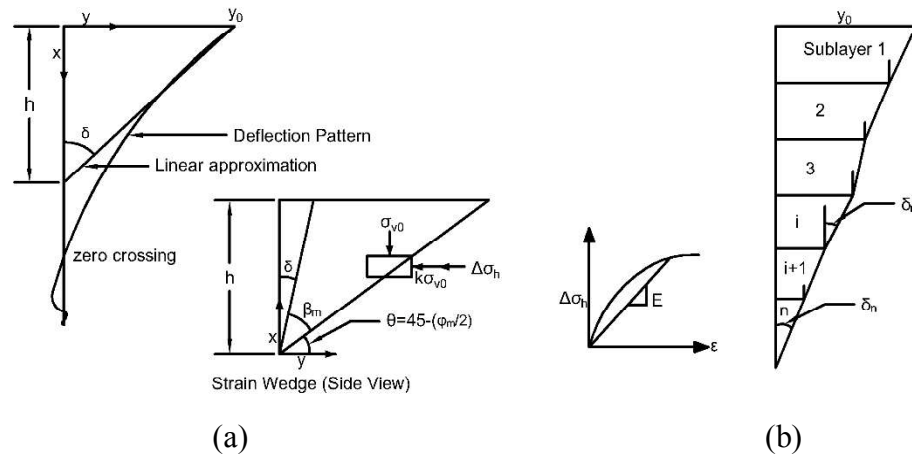 y
y₀
x
h
δ
Deflection Pattern
Linear approximation
zero crossing
h
δ
βₘ
x
y
σᵥ₀
kσᵥ₀
Δσₕ
θ=45-(φₘ/2)
Strain Wedge (Side View)
(a)
Δσₕ
E
ε
y₀
Sublayer 1
2
3
i
i+1
n
δₙ
(b)